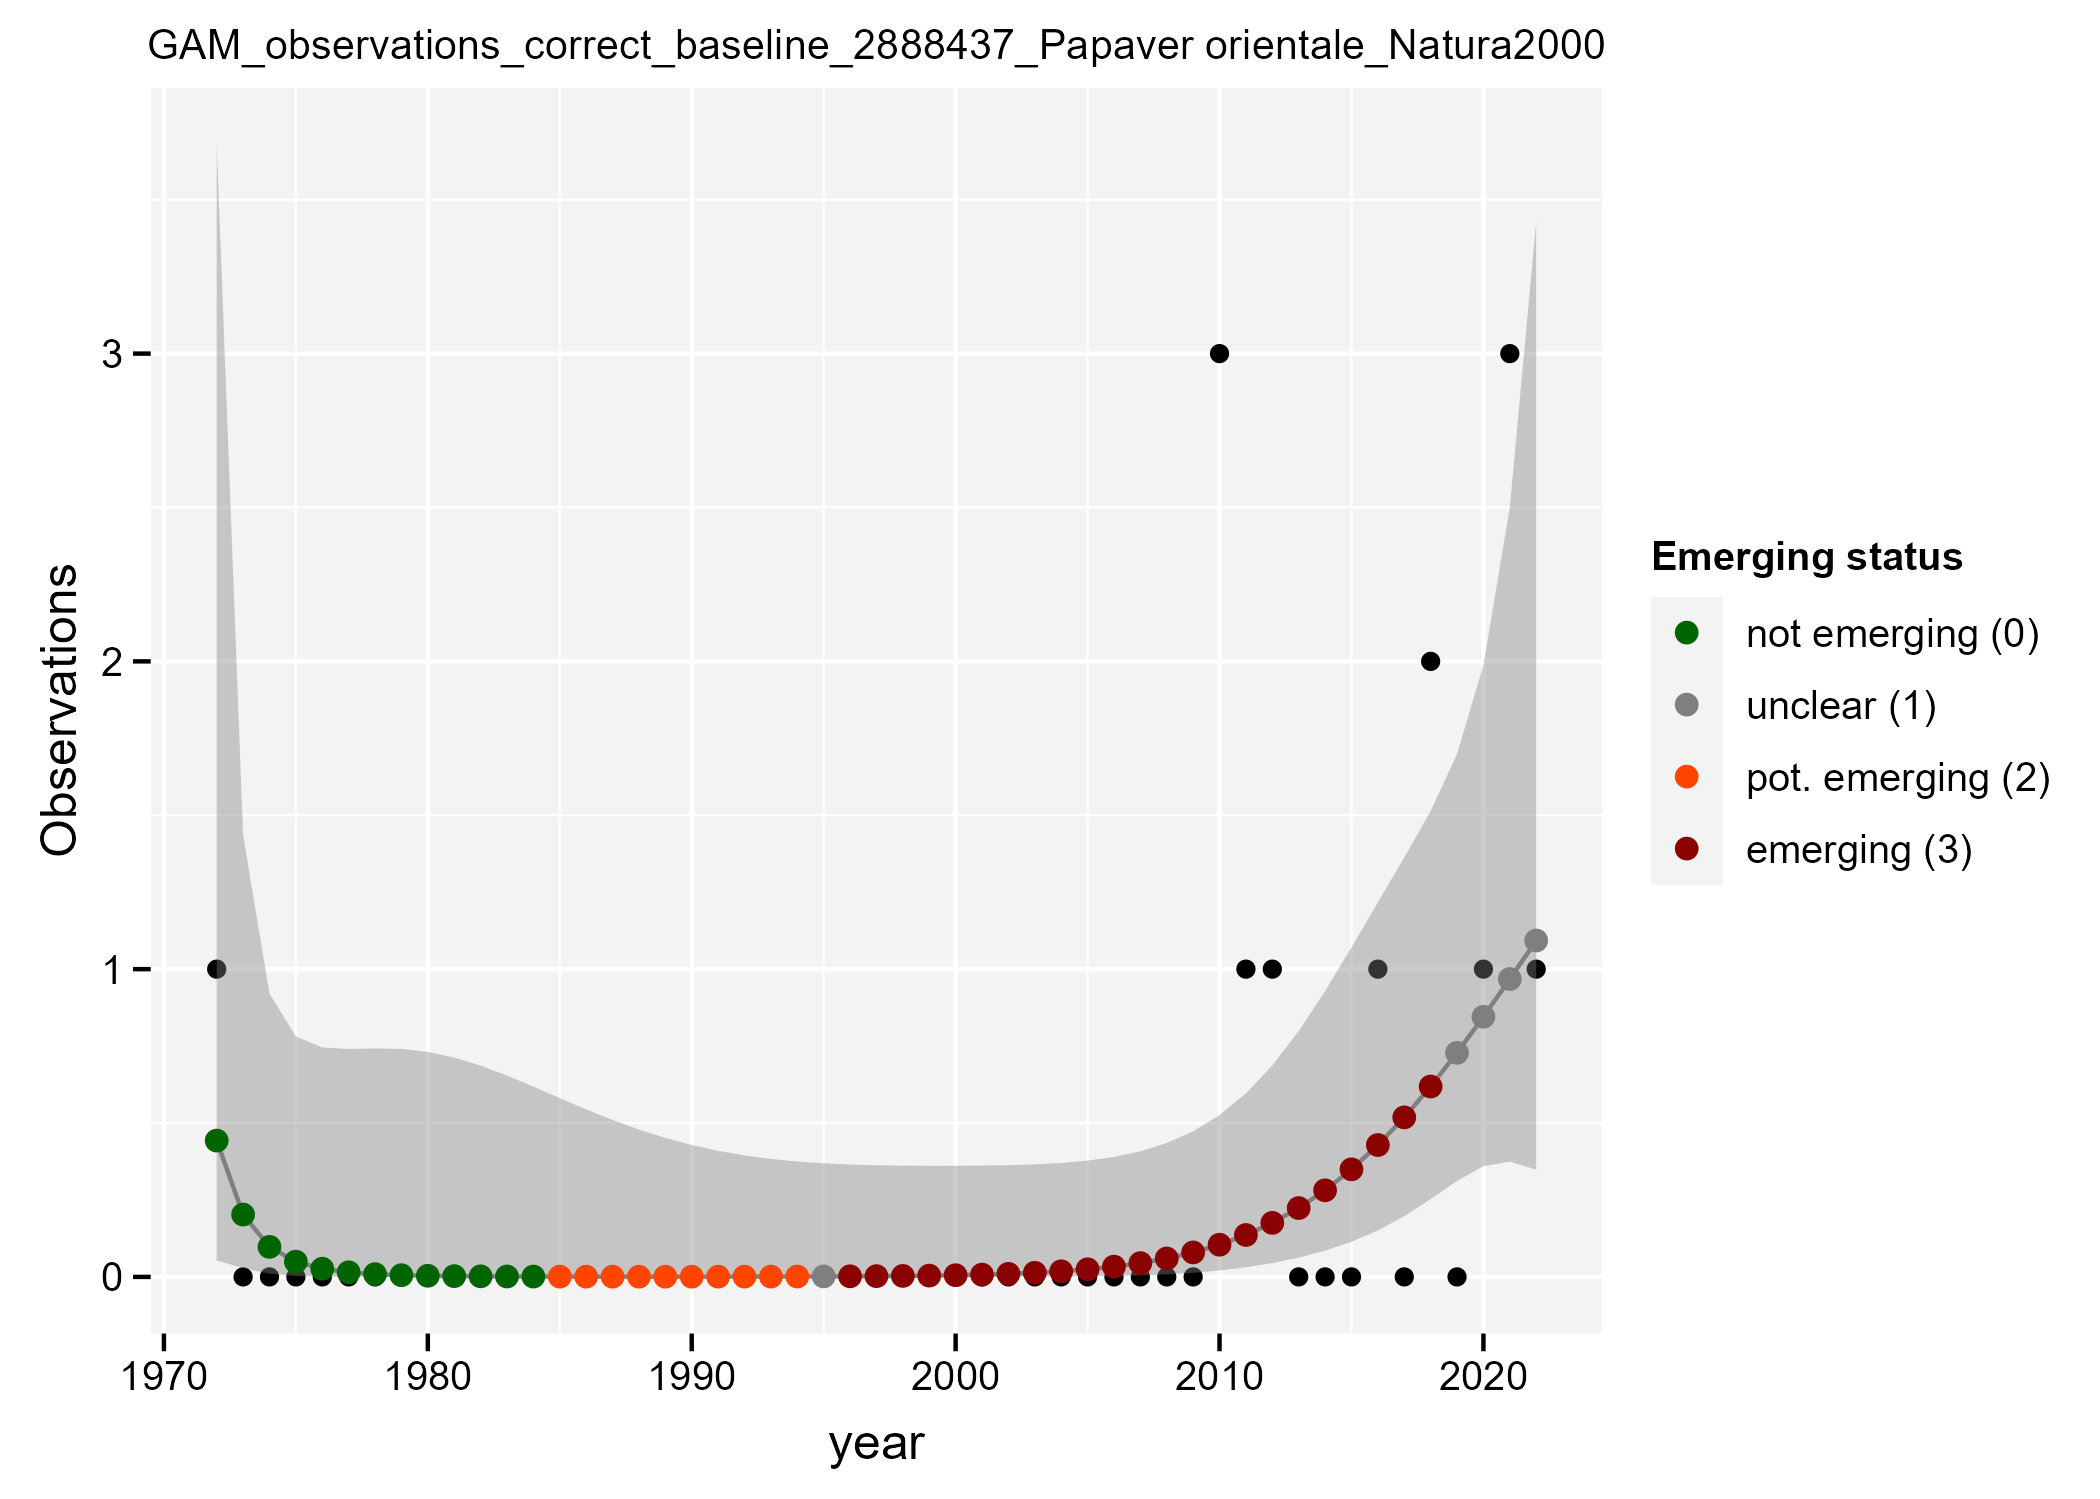 GAM_observations_correct_baseline_2888437_Papaver orientale_Natura2000
Observations
3
2
1
0
1970
1980
1990
2000
2010
2020
year
Emerging status
not emerging (0)
unclear (1)
pot. emerging (2)
emerging (3)